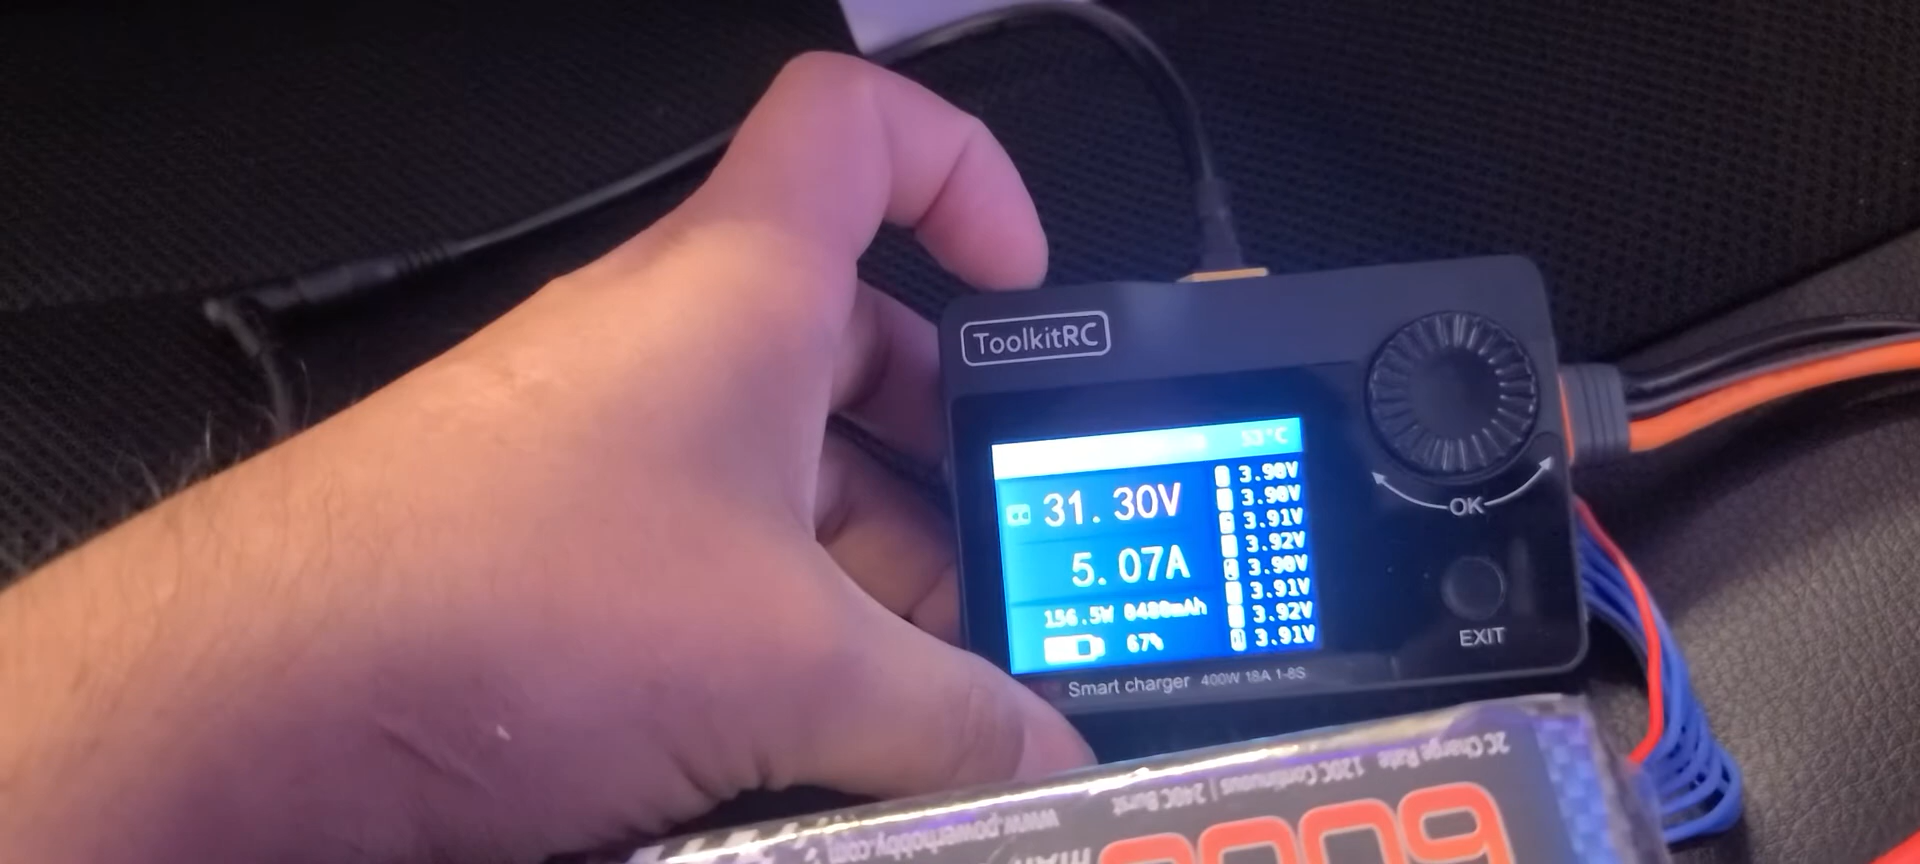 ToolkitRC
53°C
31.30V
5.07A
156.5W 0480mAh
67%
3.90V
3.90V
3.91V
3.92V
3.90V
3.91V
3.92V
3.91V
OK
EXIT
Smart charger 400W 18A 1-8S
2C Charge Rate 120C Continuous | 240C Burst
www.powerhobby.com
mAh